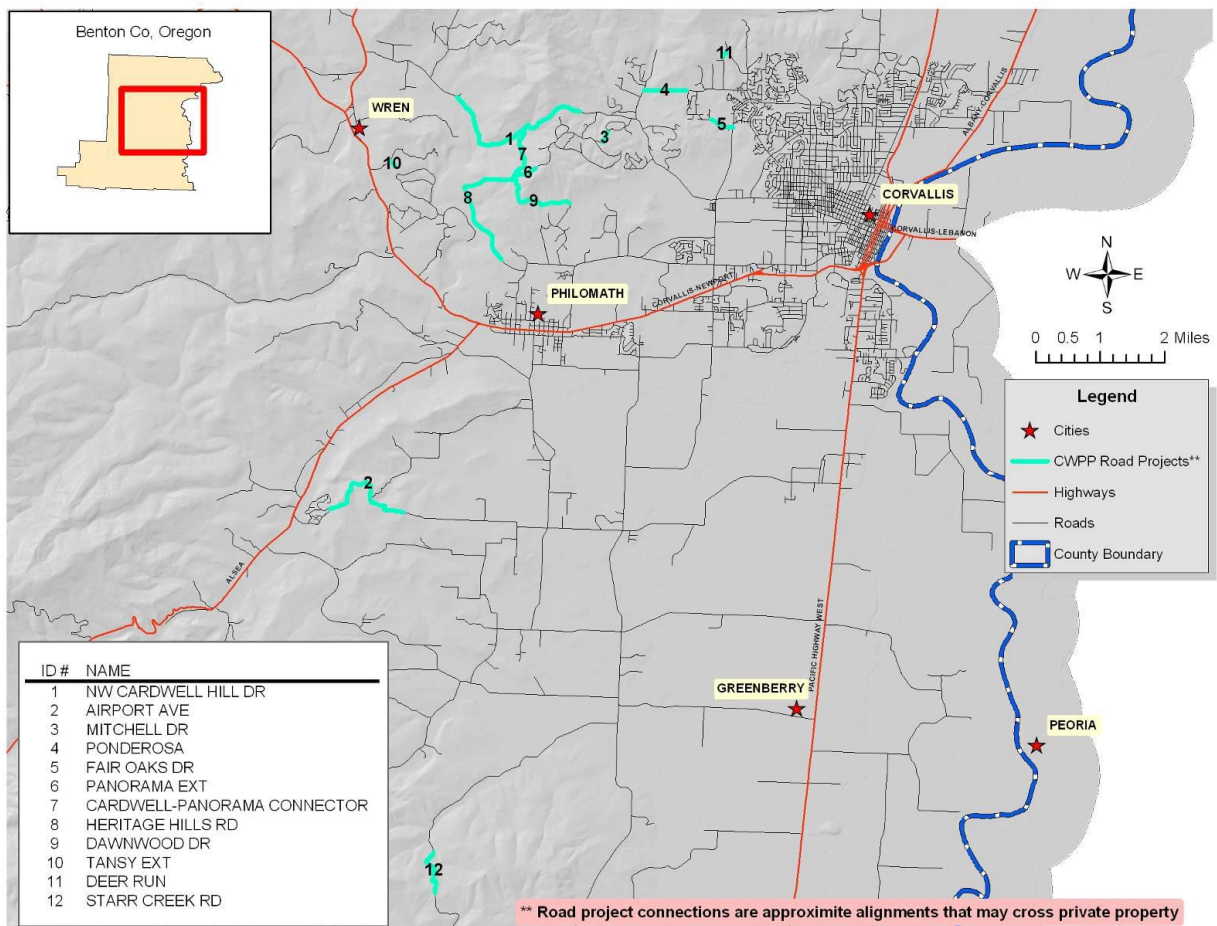 Benton Co, Oregon
WREN
11
4
5
1
3
7
10
6
8
9
CORVALLIS
ALBANY-CORVALLIS
CORVALLIS-LEBANON
PHILOMATH
CORVALLIS-NEWPORT
N
W E
S
0 0.5 1 2 Miles
Legend
Cities
CWPP Road Projects**
Highways
Roads
County Boundary
2
ALSEA
PACIFIC HIGHWAY WEST
GREENBERRY
PEORIA
12
ID # NAME
1 NW CARDWELL HILL DR
2 AIRPORT AVE
3 MITCHELL DR
4 PONDEROSA
5 FAIR OAKS DR
6 PANORAMA EXT
7 CARDWELL-PANORAMA CONNECTOR
8 HERITAGE HILLS RD
9 DAWNWOOD DR
10 TANSY EXT
11 DEER RUN
12 STARR CREEK RD
** Road project connections are approximite alignments that may cross private property